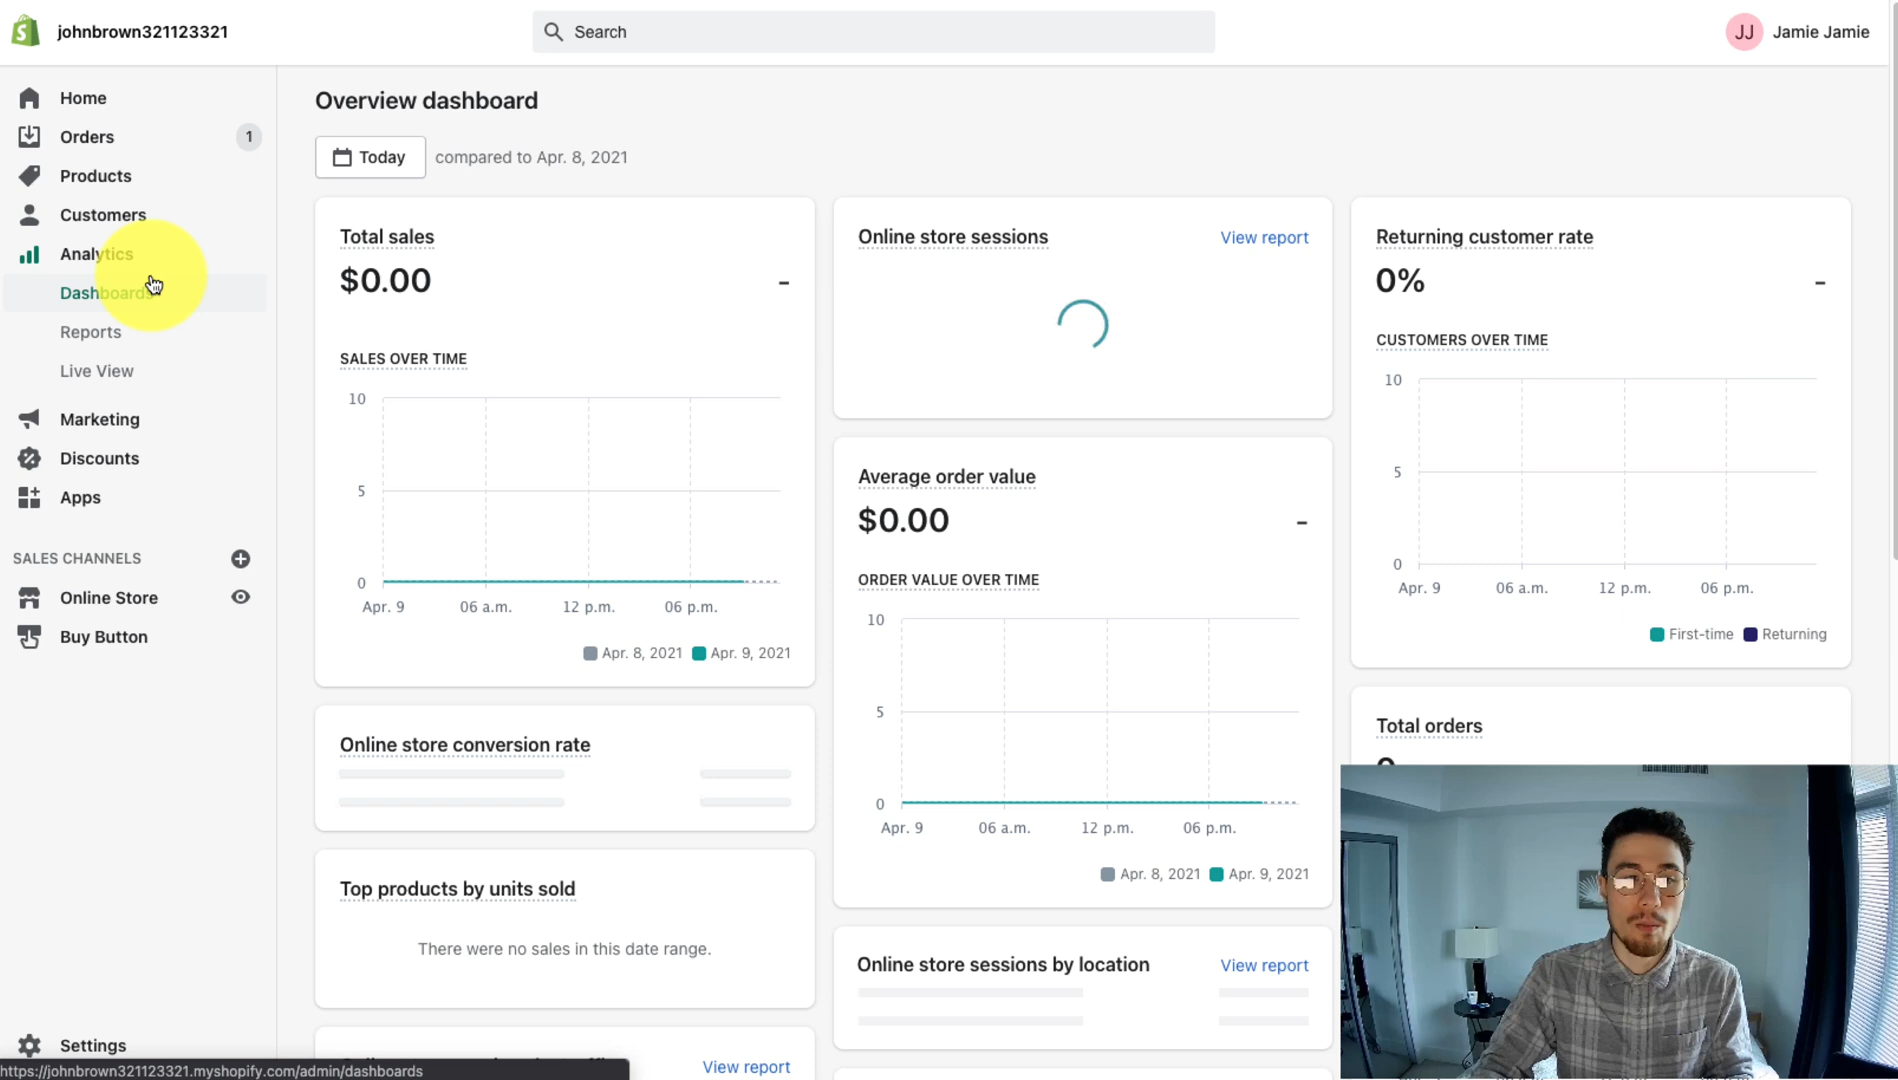 johnbrown321123321
Search
JJ Jamie Jamie
Home
Orders 1
Products
Customers
Analytics
Dashboards
Reports
Live View
Marketing
Discounts
Apps
SALES CHANNELS
Online Store
Buy Button
Settings
https://johnbrown321123321.myshopify.com/admin/dashboards
Overview dashboard
Today compared to Apr. 8, 2021
Total sales
$0.00 -
SALES OVER TIME
10
5
0
Apr. 9 06 a.m. 12 p.m. 06 p.m.
Apr. 8, 2021 Apr. 9, 2021
Online store conversion rate
Top products by units sold
There were no sales in this date range.
View report
Online store sessions View report
Average order value
$0.00 -
ORDER VALUE OVER TIME
10
5
0
Apr. 9 06 a.m. 12 p.m. 06 p.m.
Apr. 8, 2021 Apr. 9, 2021
Online store sessions by location View report
Returning customer rate
0% -
CUSTOMERS OVER TIME
10
5
0
Apr. 9 06 a.m. 12 p.m. 06 p.m.
First-time Returning
Total orders